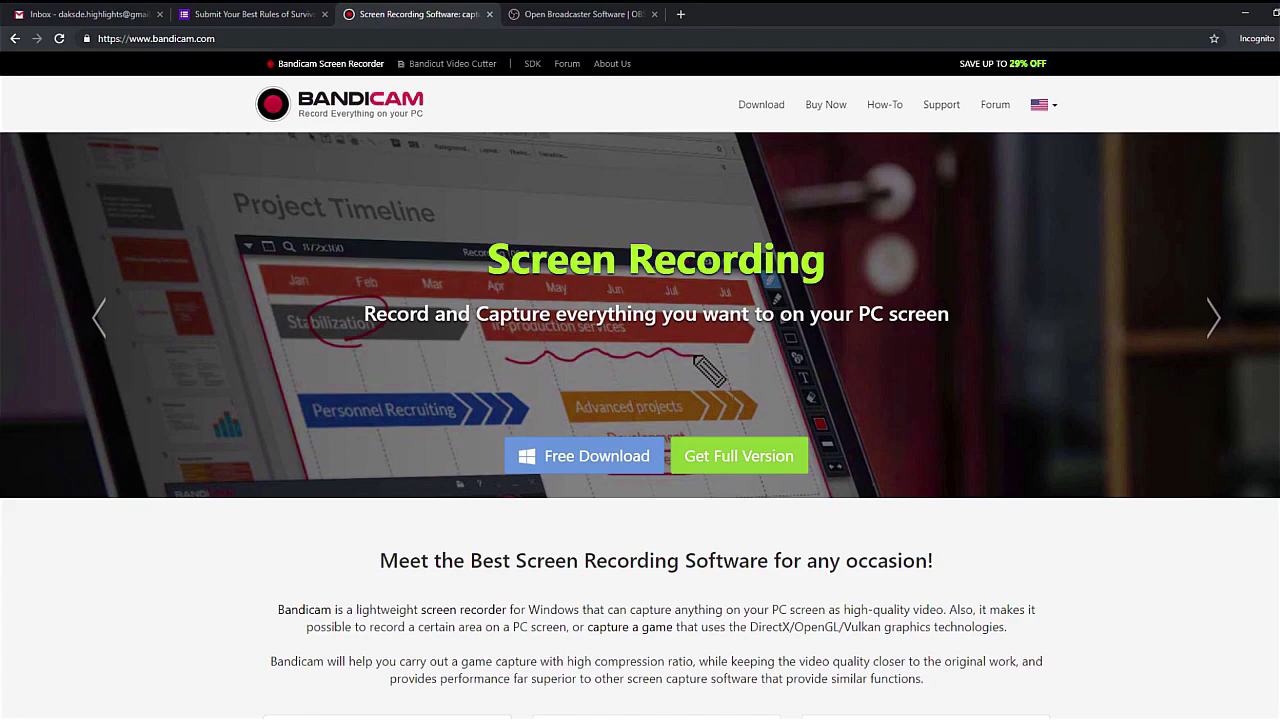 Inbox - daksde.highlights@gmail
Submit Your Best Rules of Surviv
Screen Recording Software: capt
Open Broadcaster Software | OBS
https://www.bandicam.com
Incognito
Bandicam Screen Recorder
Bandicut Video Cutter
SDK
Forum
About Us
SAVE UP TO 29% OFF
BANDICAM
Record Everything on your PC
Download
Buy Now
How-To
Support
Forum
Project Timeline
872x360
Screen Recording
Jan Feb Mar Apr May Jun Jul Jul
Record and Capture everything you want to on your PC screen
Stabilization
In-production services
Personnel Recruiting
Advanced projects
Development
Free Download
Get Full Version
Meet the Best Screen Recording Software for any occasion!
Bandicam is a lightweight screen recorder for Windows that can capture anything on your PC screen as high-quality video. Also, it makes it
possible to record a certain area on a PC screen, or capture a game that uses the DirectX/OpenGL/Vulkan graphics technologies.
Bandicam will help you carry out a game capture with high compression ratio, while keeping the video quality closer to the original work, and
provides performance far superior to other screen capture software that provide similar functions.